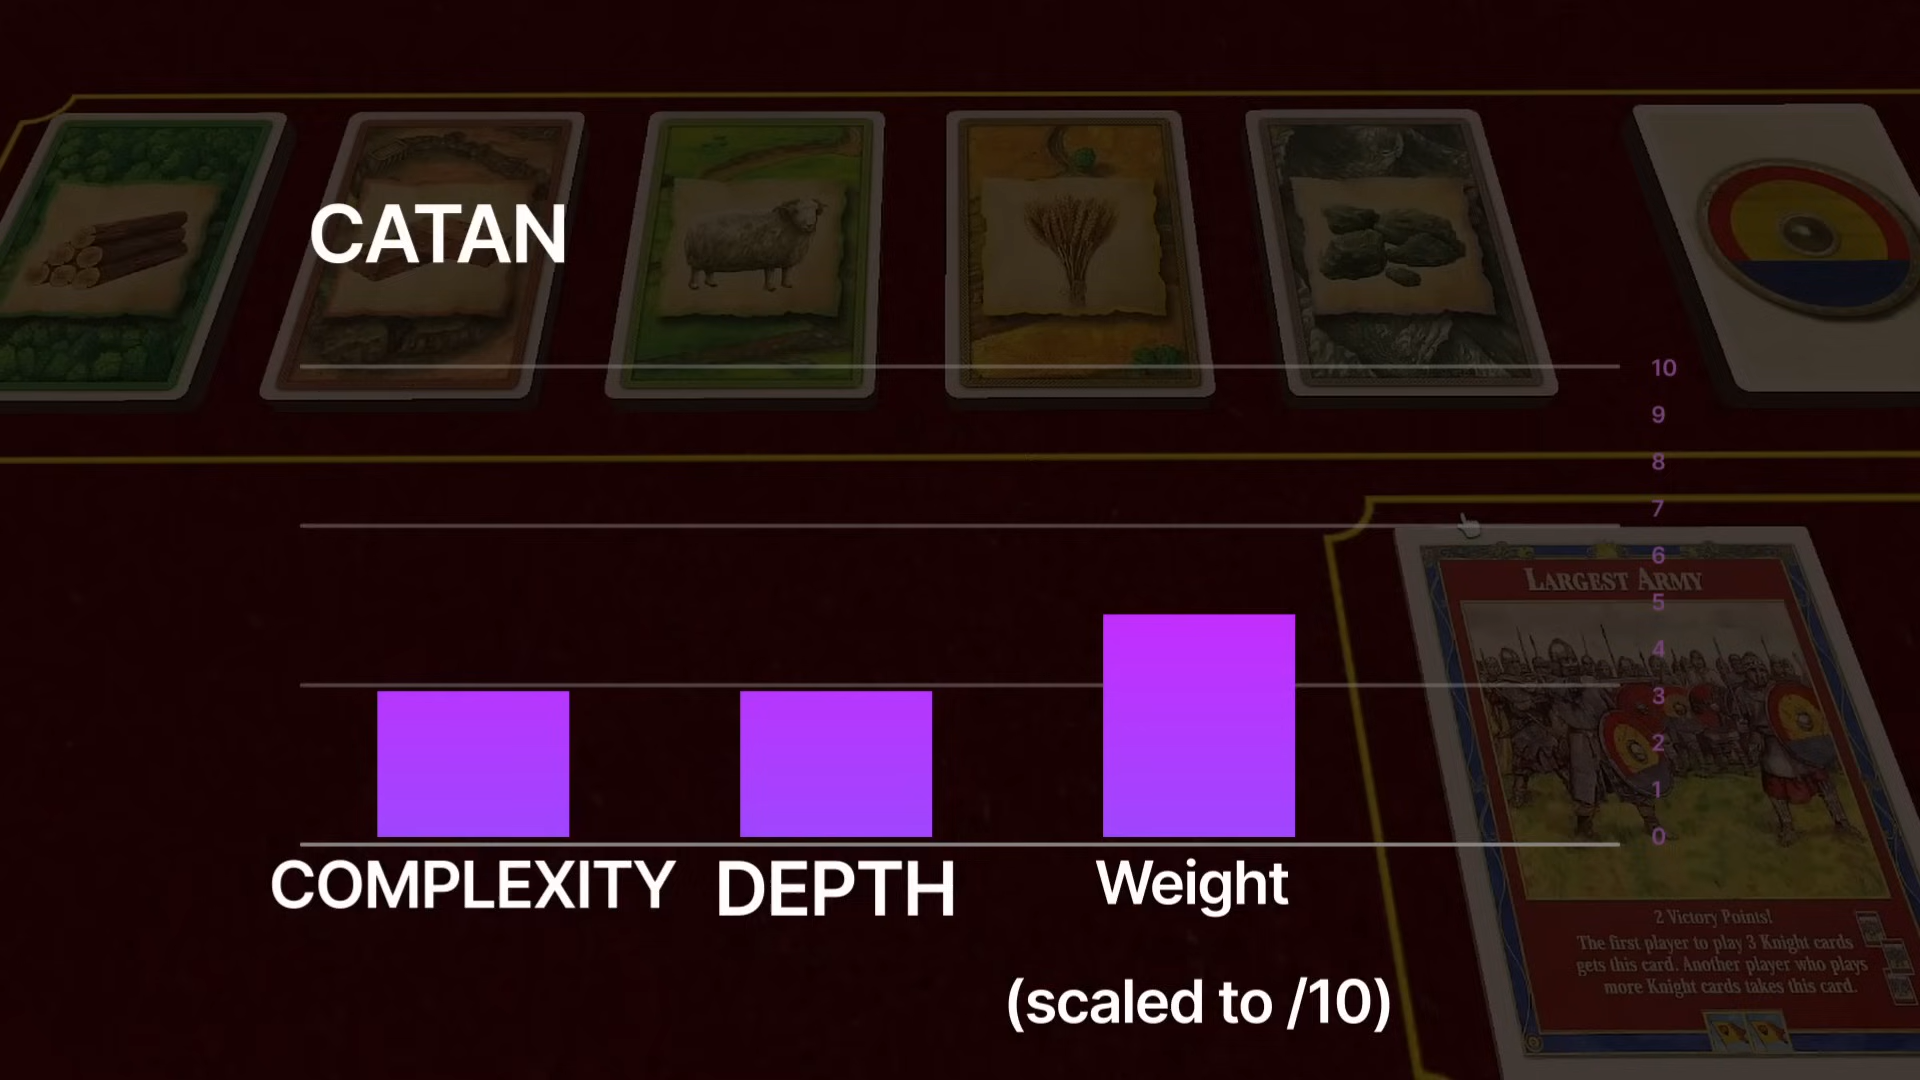 CATAN
10
9
8
7
6
5
4
3
2
1
0
LARGEST ARMY
2 Victory Points!
The first player to play 3 Knight cards
gets this card. Another player who plays
more Knight cards takes this card.
COMPLEXITY
DEPTH
Weight
(scaled to /10)